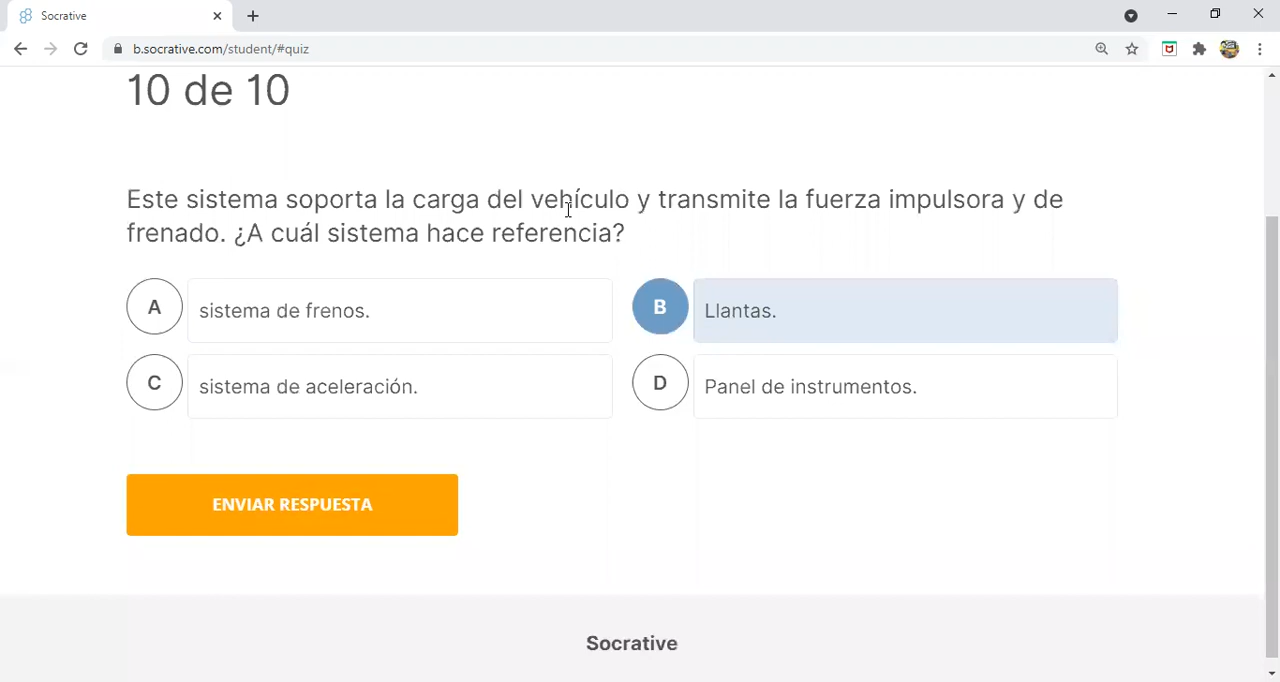 Socrative
b.socrative.com/student/#quiz
10 de 10
Este sistema soporta la carga del vehículo y transmite la fuerza impulsora y de
frenado. ¿A cuál sistema hace referencia?
A sistema de frenos.
B Llantas.
C sistema de aceleración.
D Panel de instrumentos.
ENVIAR RESPUESTA
Socrative